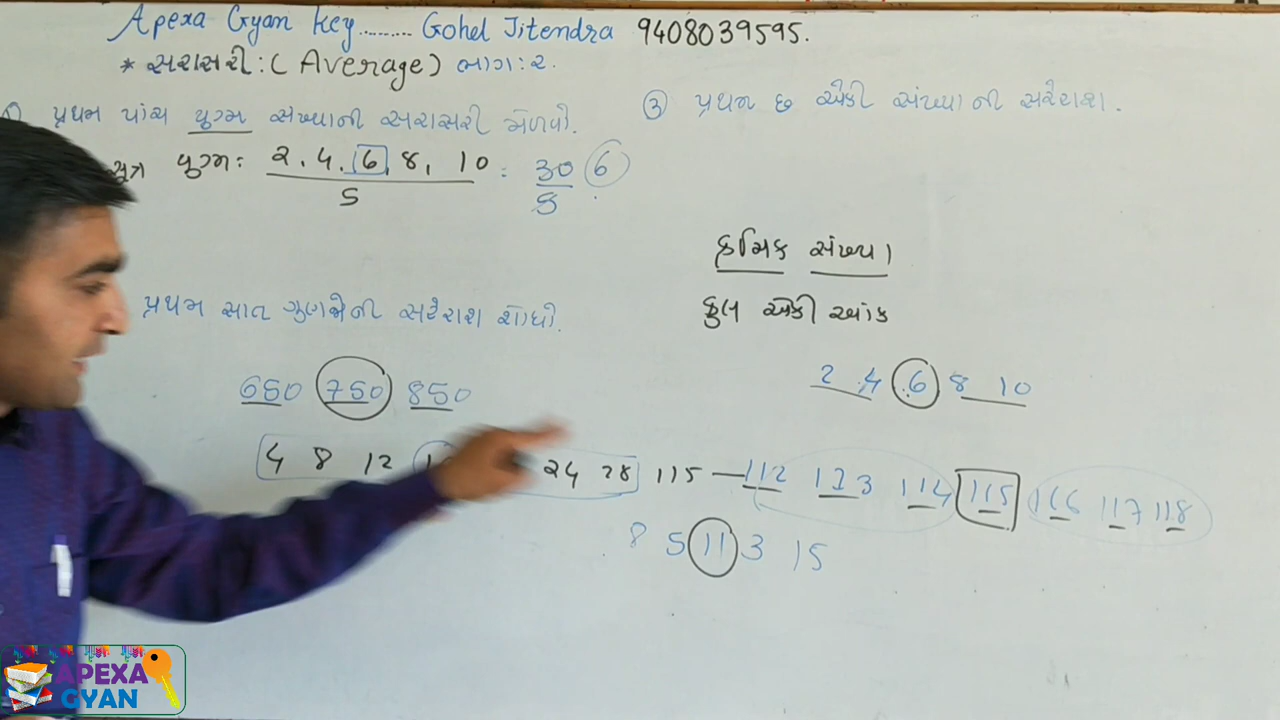 Apexa Gyan Key......... Gohel Jitendra 9408039595.
* સરાસરી : ( Average ) ભાગ : ૨.
૧) પ્રથમ પાંચ યુગ્મ સંખ્યાની સરાસરી મેળવો.
સૂત્ર યુગ્મ : 2, 4, 6, 8, 10 : 30 6
5 5
③ પ્રથમ છ એકી સંખ્યા ની સરેરાશ.
ક્રમિક સંખ્યા
કુલ એકી આંક
પ્રથમ સાત ગુણકોની સરેરાશ શોધો.
650 750 850
2 4 6 8 10
4 8 12 24 28 115 — 112 113 114 115 116 117 118
8 5 11 3 15
APEXA
GYAN